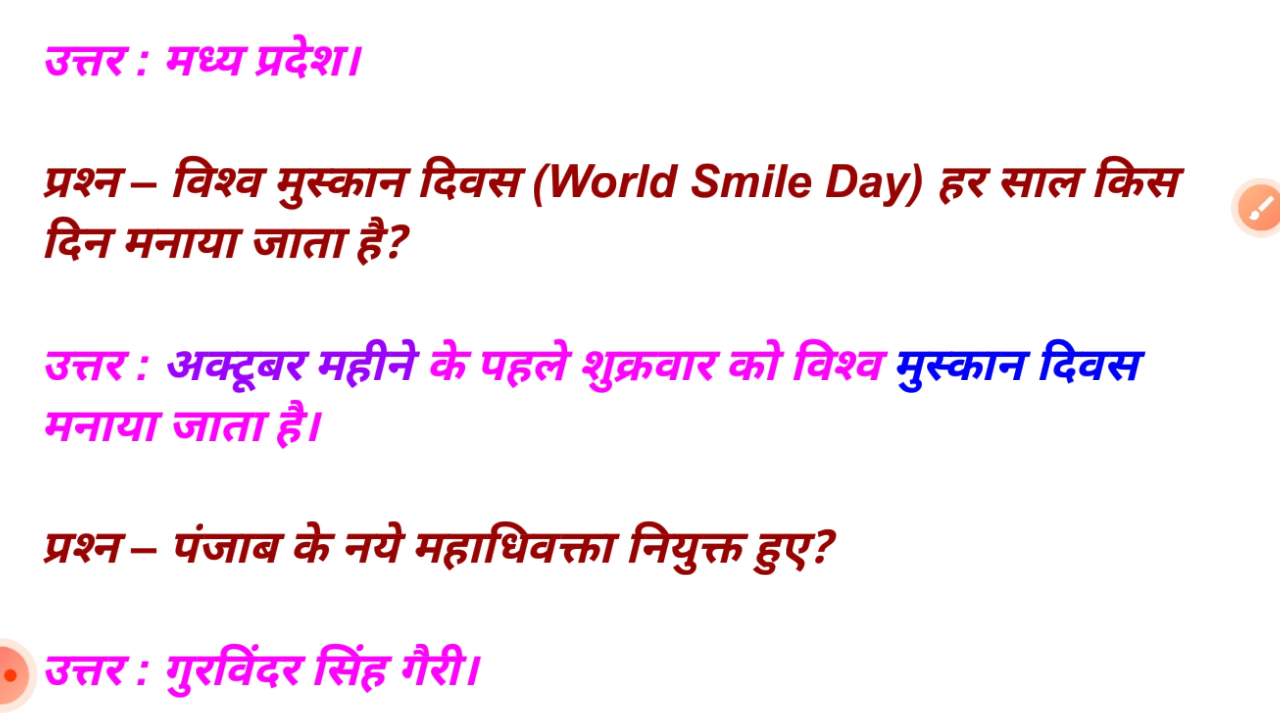 उत्तर : मध्य प्रदेश।
प्रश्न – विश्व मुस्कान दिवस (World Smile Day) हर साल किस
दिन मनाया जाता है?
उत्तर : अक्टूबर महीने के पहले शुक्रवार को विश्व मुस्कान दिवस
मनाया जाता है।
प्रश्न – पंजाब के नये महाधिवक्ता नियुक्त हुए?
उत्तर : गुरविंदर सिंह गैरी।